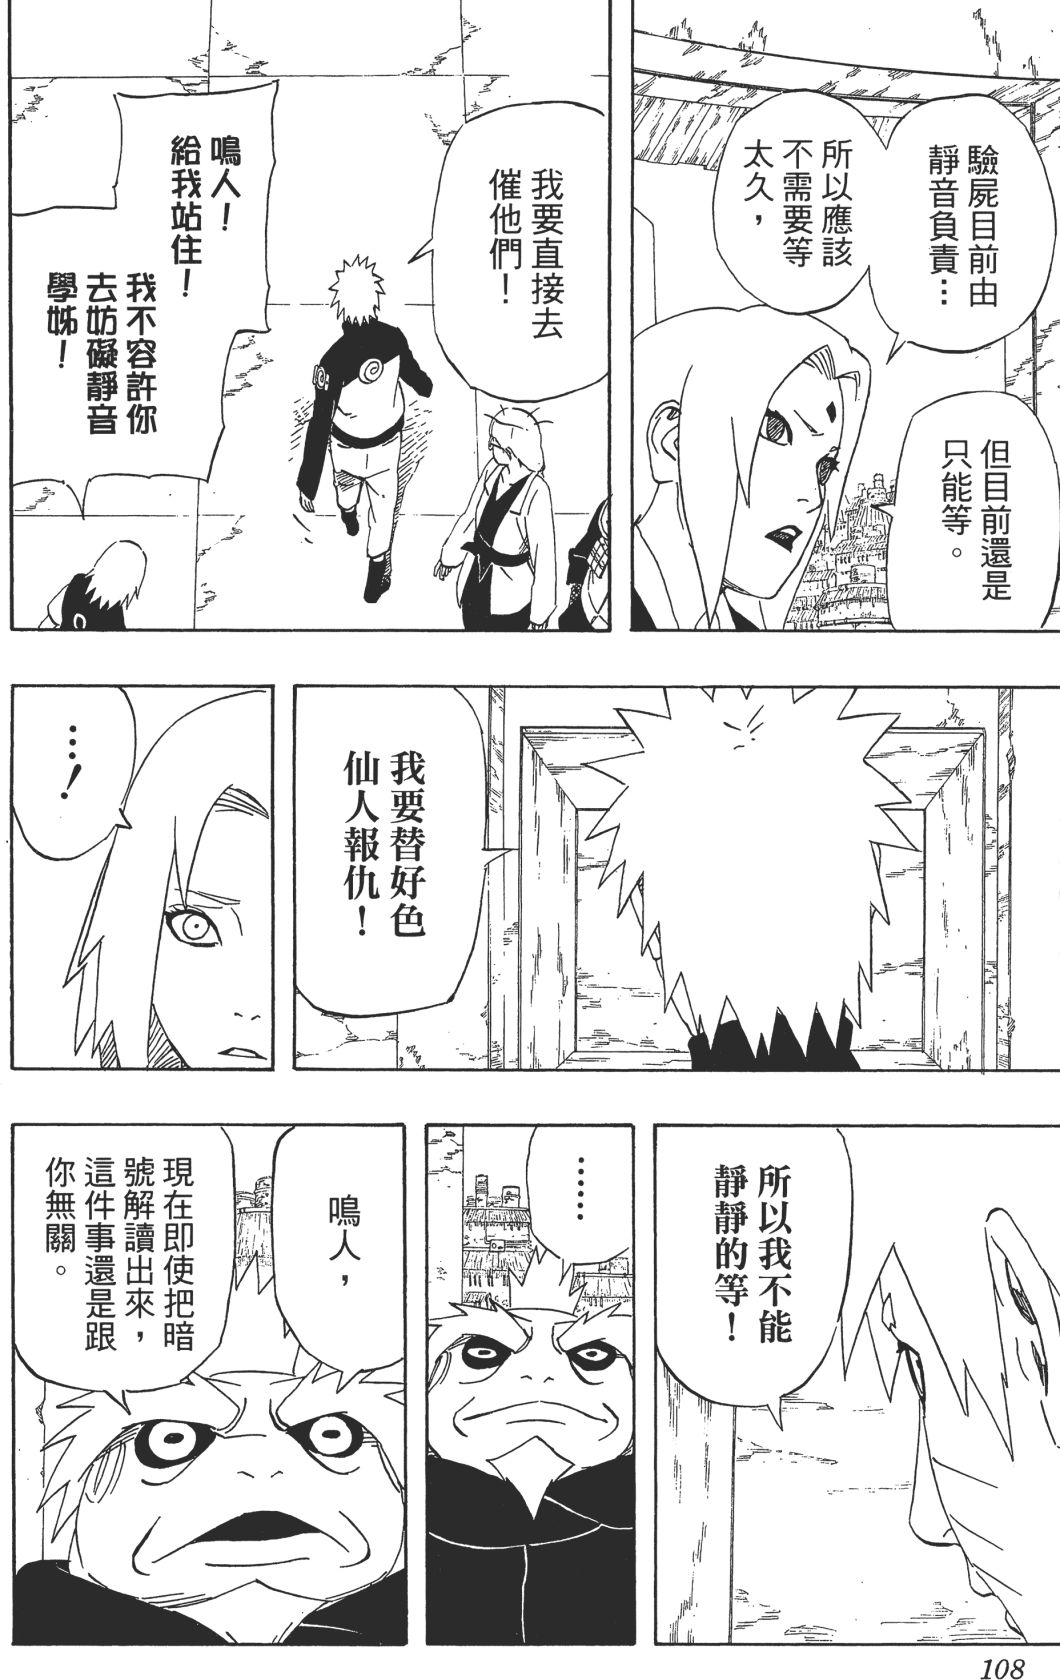 驗屍目前由
靜音負責…
所以應該
不需要等
太久，
但目前還是
只能等。
我要直接去
催他們！
鳴人！
給我站住！
我不容許你
去妨礙靜音
學姊！
我要替好色
仙人報仇！
…！
所以我不能
靜靜的等！
……
鳴人，
現在即使把暗
號解讀出來，
這件事還是跟
你無關。
108